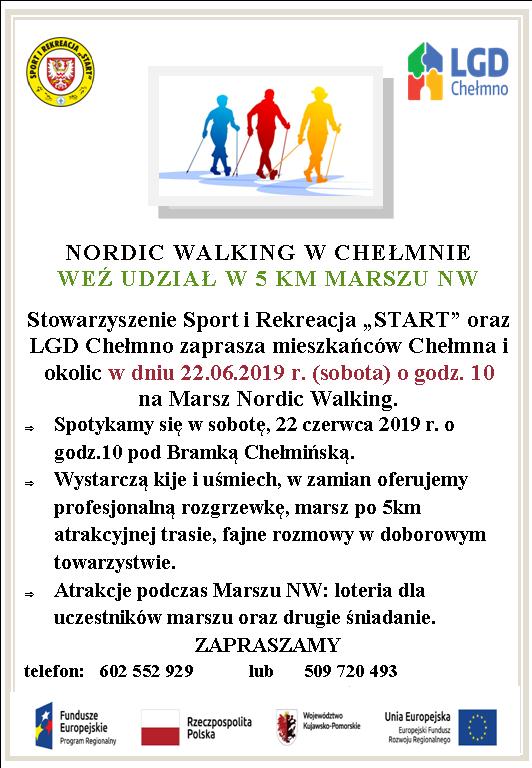 SPORT I REKREACJA „START”
LGD
Chełmno
NORDIC WALKING W CHEŁMNIE
WEŹ UDZIAŁ W 5 KM MARSZU NW
Stowarzyszenie Sport i Rekreacja „START” oraz
LGD Chełmno zaprasza mieszkańców Chełmna i
okolic w dniu 22.06.2019 r. (sobota) o godz. 10
na Marsz Nordic Walking.
⇒ Spotykamy się w sobotę, 22 czerwca 2019 r. o
godz.10 pod Bramką Chełmińską.
⇒ Wystarczą kije i uśmiech, w zamian oferujemy
profesjonalną rozgrzewkę, marsz po 5km
atrakcyjnej trasie, fajne rozmowy w doborowym
towarzystwie.
⇒ Atrakcje podczas Marszu NW: loteria dla
uczestników marszu oraz drugie śniadanie.
ZAPRASZAMY
telefon: 602 552 929 lub 509 720 493
Fundusze
Europejskie
Program Regionalny
Rzeczpospolita
Polska
Województwo
Kujawsko-Pomorskie
Unia Europejska
Europejski Fundusz
Rozwoju Regionalnego